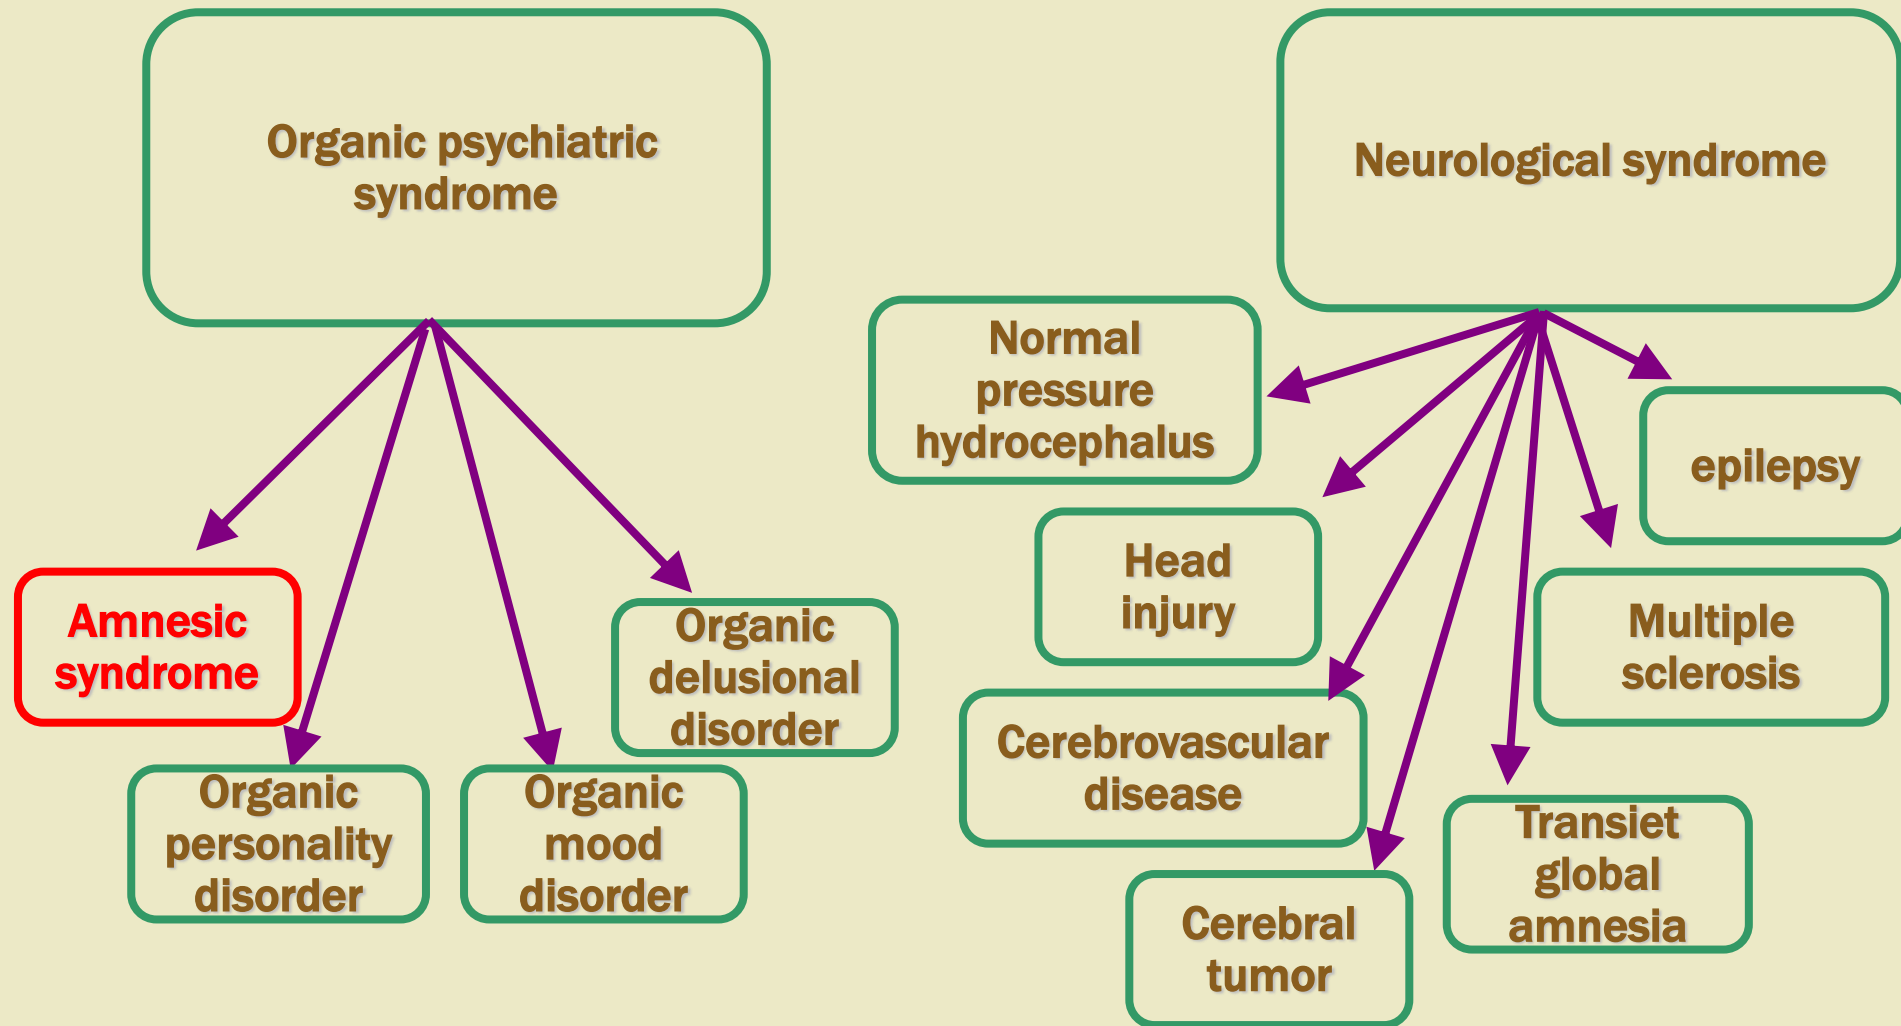 Organic psychiatric
syndrome
Neurological syndrome
Normal
pressure
hydrocephalus
epilepsy
Head
injury
Multiple
sclerosis
Amnesic
syndrome
Organic
delusional
disorder
Cerebrovascular
disease
Organic
personality
disorder
Organic
mood
disorder
Transiet
global
amnesia
Cerebral
tumor